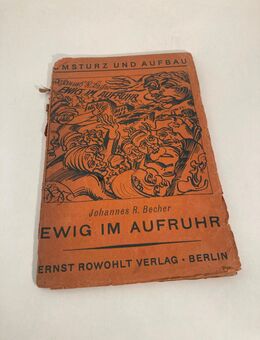 UMSTURZ UND AUFBAU
EWIG IM AUFRUHR
Johannes R. Becher
EWIG IM AUFRUHR
ERNST ROWOHLT VERLAG • BERLIN